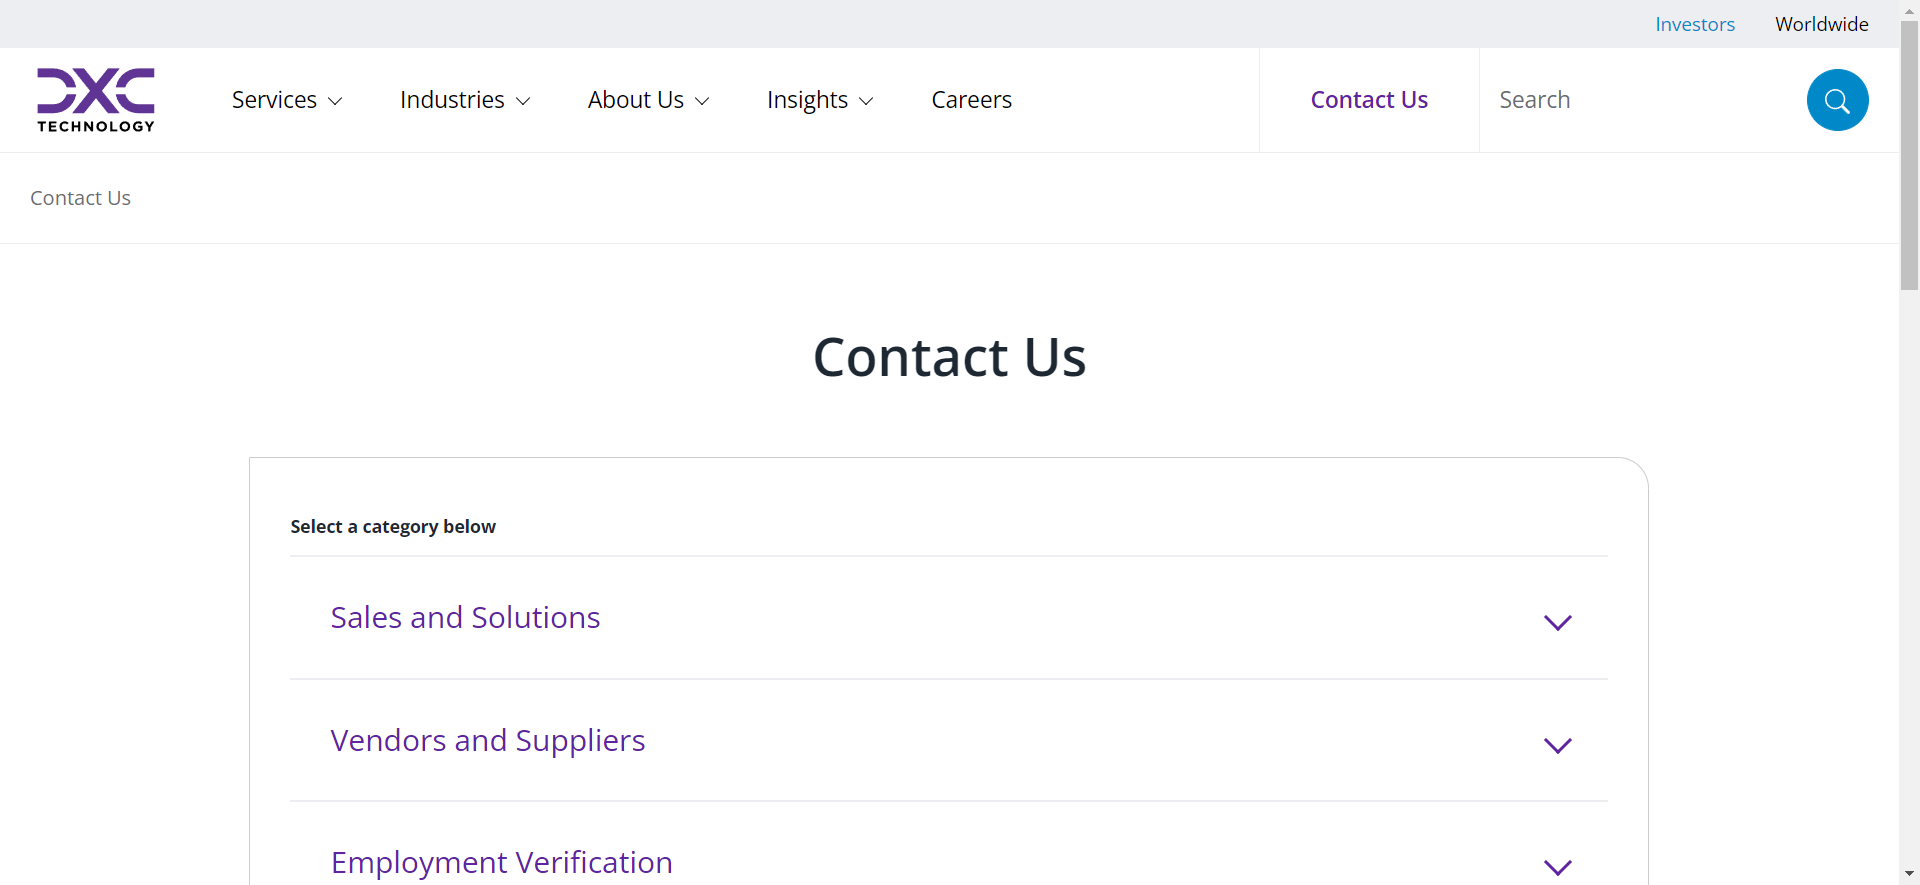 Investors Worldwide
DXC TECHNOLOGY
Services Industries About Us Insights Careers Contact Us Search
Contact Us
Contact Us
Select a category below
Sales and Solutions
Vendors and Suppliers
Employment Verification